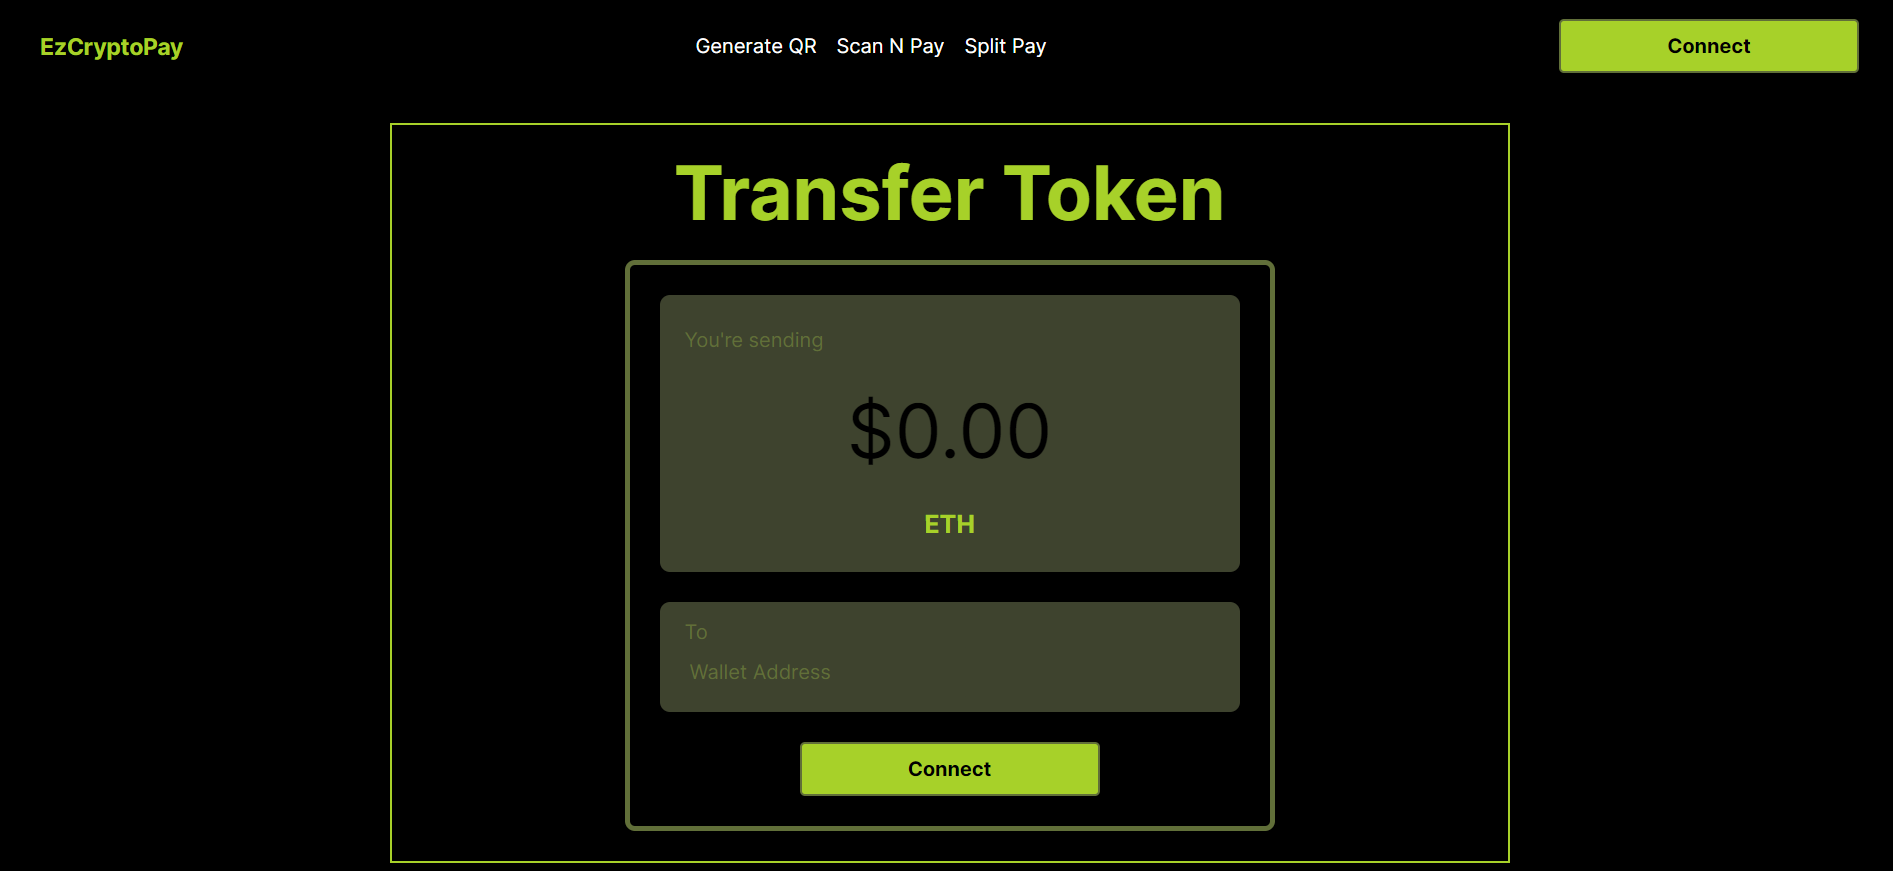 EzCryptoPay
Generate QR Scan N Pay Split Pay
Connect
Transfer Token
You're sending
$0.00
ETH
To
Wallet Address
Connect